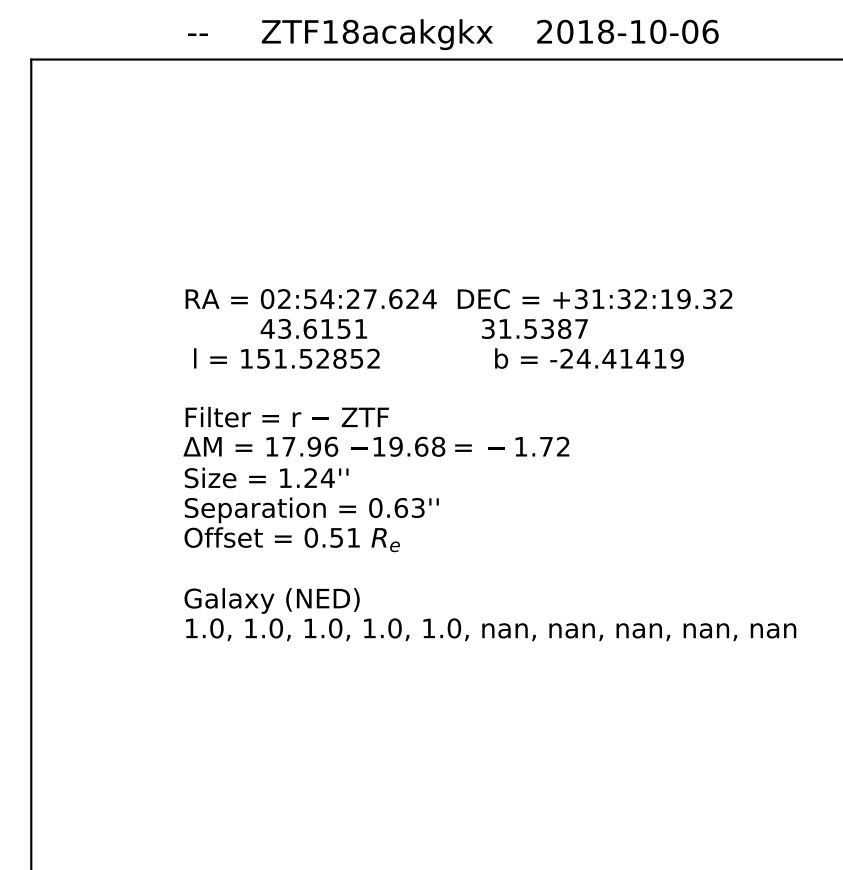 -- ZTF18acakgkx 2018-10-06
RA = 02:54:27.624 DEC = +31:32:19.32
43.6151 31.5387
l = 151.52852 b = -24.41419
Filter = r − ZTF
ΔM = 17.96 −19.68 = − 1.72
Size = 1.24''
Separation = 0.63''
Offset = 0.51 Rₑ
Galaxy (NED)
1.0, 1.0, 1.0, 1.0, 1.0, nan, nan, nan, nan, nan